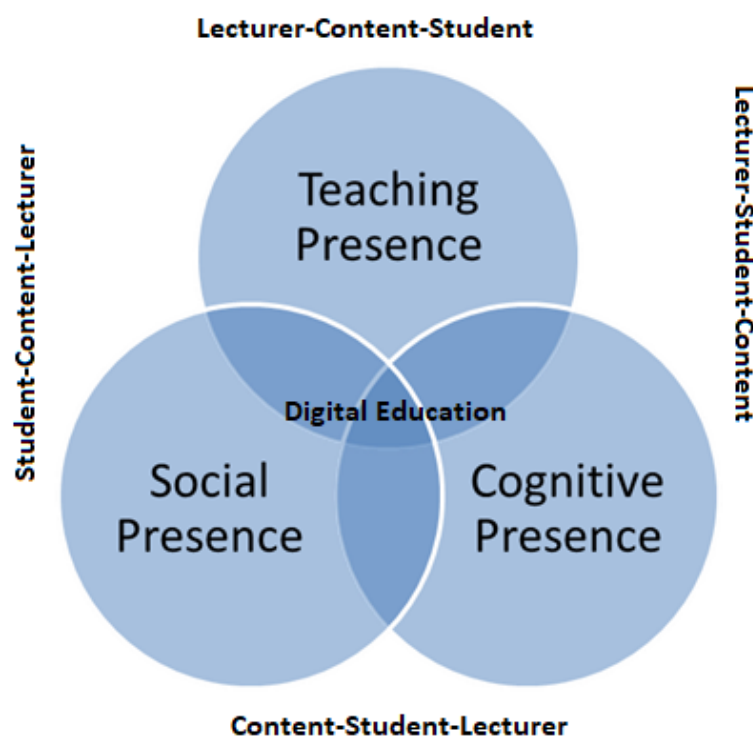 Lecturer-Content-Student
Teaching
Presence
Lecturer-Student-Content
Student-Content-Lecturer
Digital Education
Social
Presence
Cognitive
Presence
Content-Student-Lecturer